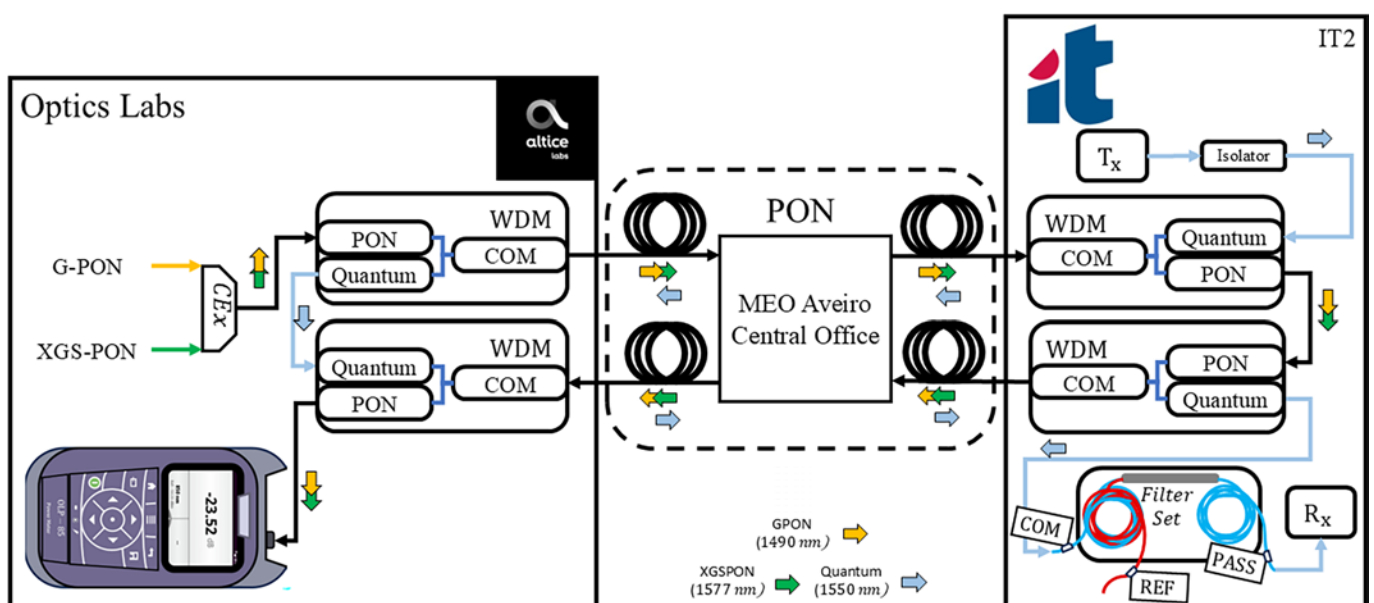 IT2
it
Optics Labs
altice
labs
Tx
Isolator
PON
WDM
PON
COM
Quantum
WDM
COM
Quantum
PON
G-PON
CEx
XGS-PON
MEO Aveiro
Central Office
WDM
Quantum
COM
PON
WDM
PON
COM
Quantum
-23.52
OLP-85
Filter
Set
COM
Rx
PASS
REF
GPON
(1490 nm)
XGSPON
(1577 nm)
Quantum
(1550 nm)